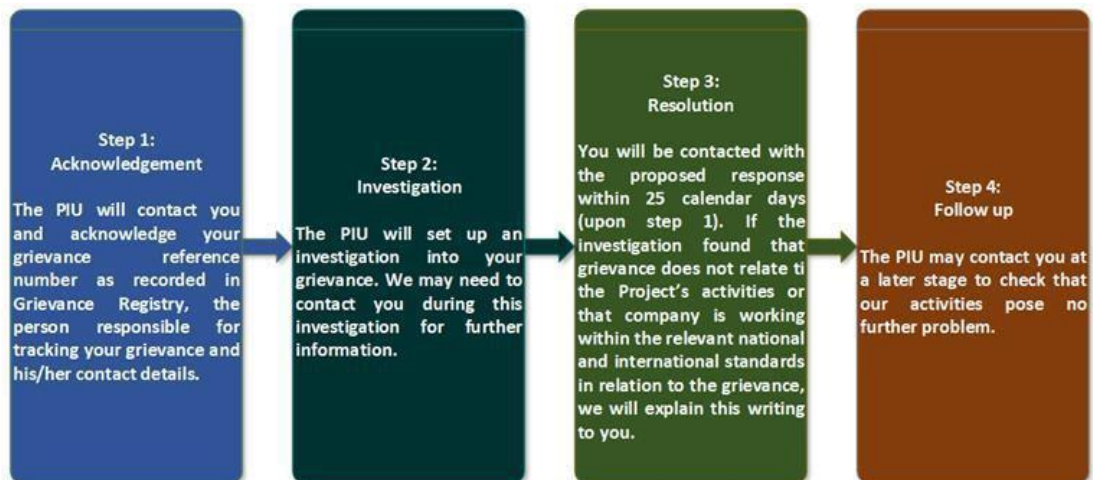 Step 1:
Acknowledgement
The PIU will contact you
and acknowledge your
grievance reference
number as recorded in
Grievance Registry, the
person responsible for
tracking your grievance and
his/her contact details.
Step 2:
Investigation
The PIU will set up an
investigation into your
grievance. We may need to
contact you during this
investigation for further
information.
Step 3:
Resolution
You will be contacted with
the proposed response
within 25 calendar days
(upon step 1). If the
investigation found that
grievance does not relate ti
the Project's activities or
that company is working
within the relevant national
and international standards
in relation to the grievance,
we will explain this writing
to you.
Step 4:
Follow up
The PIU may contact you at
a later stage to check that
our activities pose no
further problem.